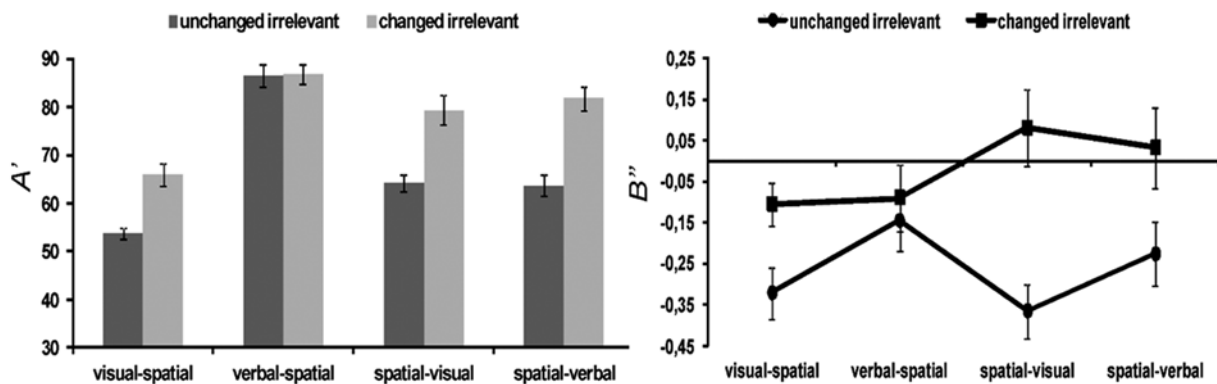 unchanged irrelevant changed irrelevant
A'
90
80
70
60
50
40
30
visual-spatial verbal-spatial spatial-visual spatial-verbal
unchanged irrelevant changed irrelevant
B''
0,25
0,15
0,05
-0,05
-0,15
-0,25
-0,35
-0,45
visual-spatial verbal-spatial spatial-visual spatial-verbal